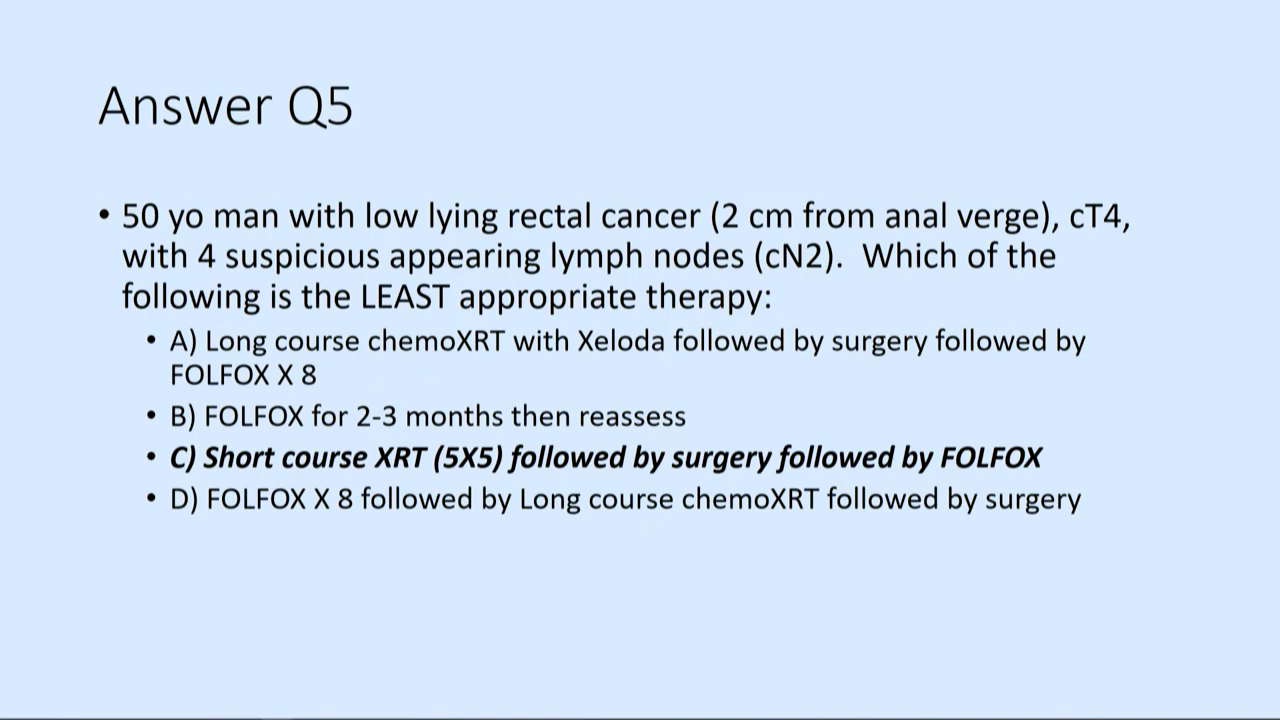 Answer Q5
• 50 yo man with low lying rectal cancer (2 cm from anal verge), cT4,
with 4 suspicious appearing lymph nodes (cN2).  Which of the
following is the LEAST appropriate therapy:
• A) Long course chemoXRT with Xeloda followed by surgery followed by
FOLFOX X 8
• B) FOLFOX for 2-3 months then reassess
• C) Short course XRT (5X5) followed by surgery followed by FOLFOX
• D) FOLFOX X 8 followed by Long course chemoXRT followed by surgery